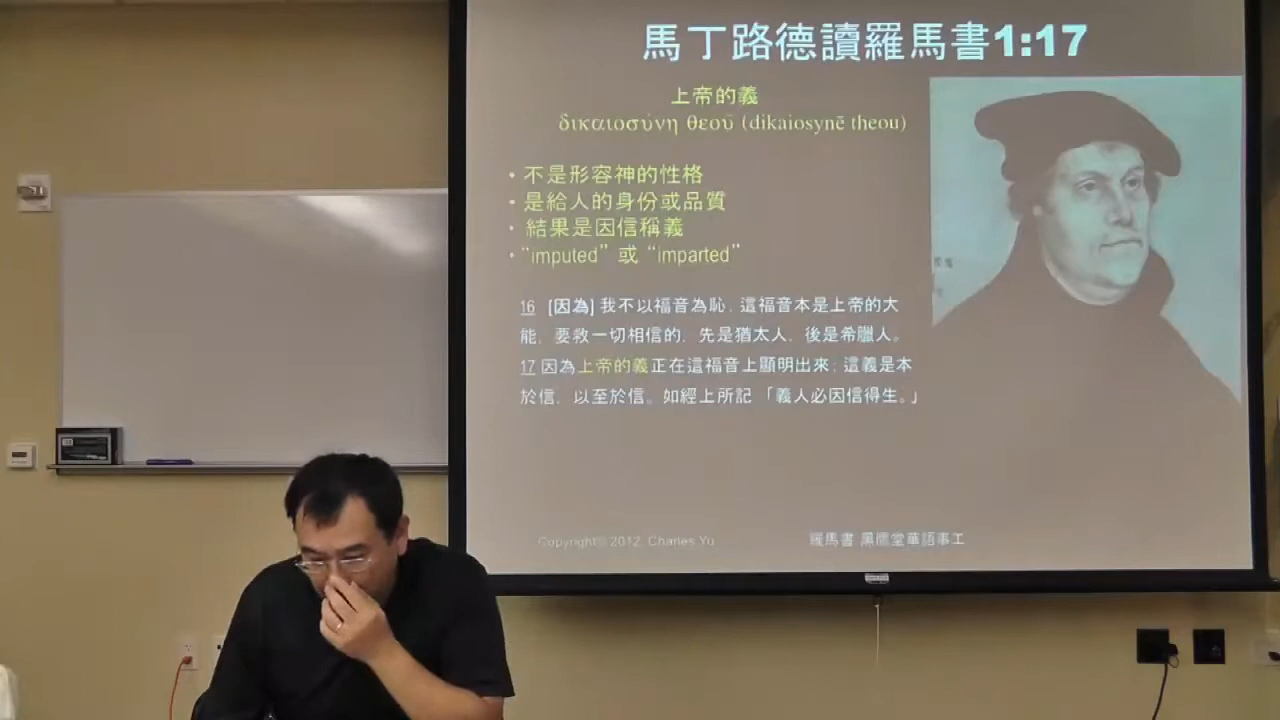 馬丁路德讀羅馬書1:17
上帝的義
δικαιοσύνη θεοῦ (dikaiosynē theou)
• 不是形容神的性格
• 是給人的身份或品質
• 結果是因信稱義
• “imputed” 或 “imparted”
16 [因為] 我不以福音為恥．這福音本是上帝的大
能，要救一切相信的，先是猶太人，後是希臘人。
17 因為上帝的義正在這福音上顯明出來；這義是本
於信，以至於信。如經上所記「義人必因信得生。」
Copyright© 2012, Charles Yu
羅馬書 黑鷹堂華語事工